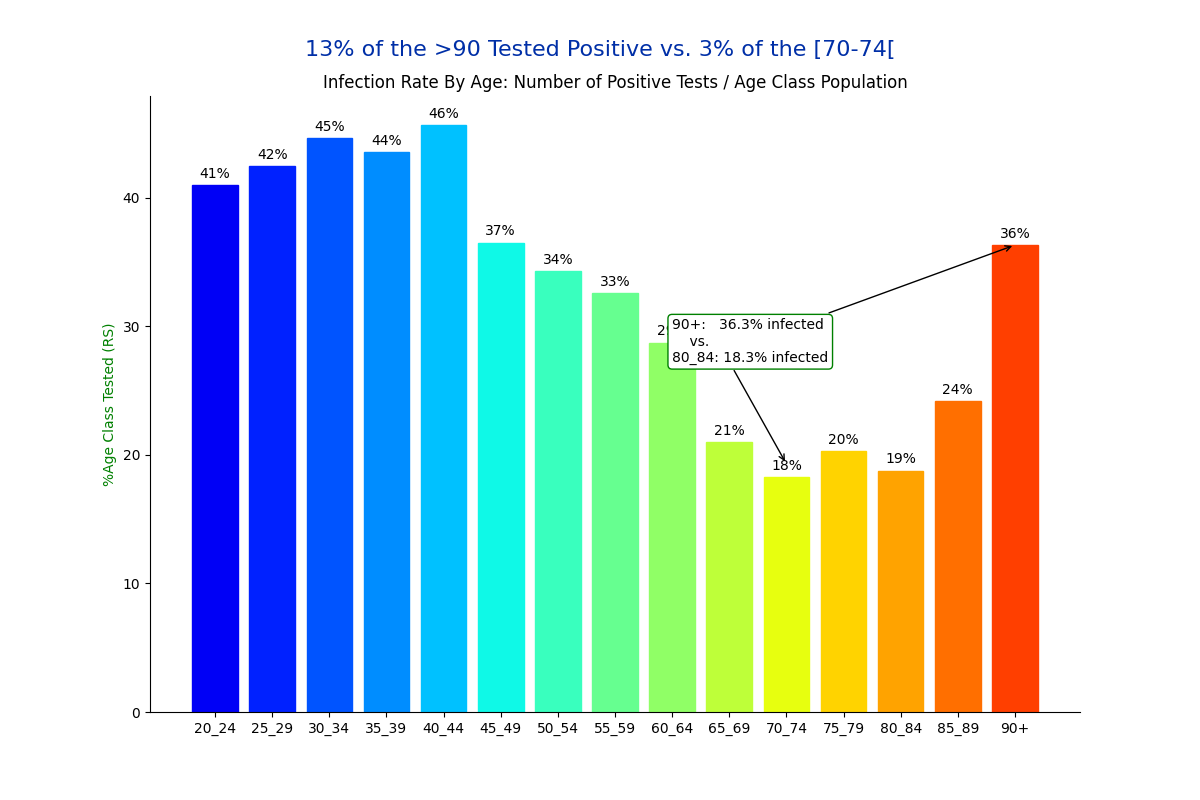 13% of the >90 Tested Positive vs. 3% of the [70-74[
Infection Rate By Age: Number of Positive Tests / Age Class Population
%Age Class Tested (RS)
40
30
20
10
0
41%
42%
45%
44%
46%
37%
34%
33%
21%
18%
20%
19%
24%
36%
90+: 36.3% infected
vs.
80_84: 18.3% infected
20_24 25_29 30_34 35_39 40_44 45_49 50_54 55_59 60_64 65_69 70_74 75_79 80_84 85_89 90+